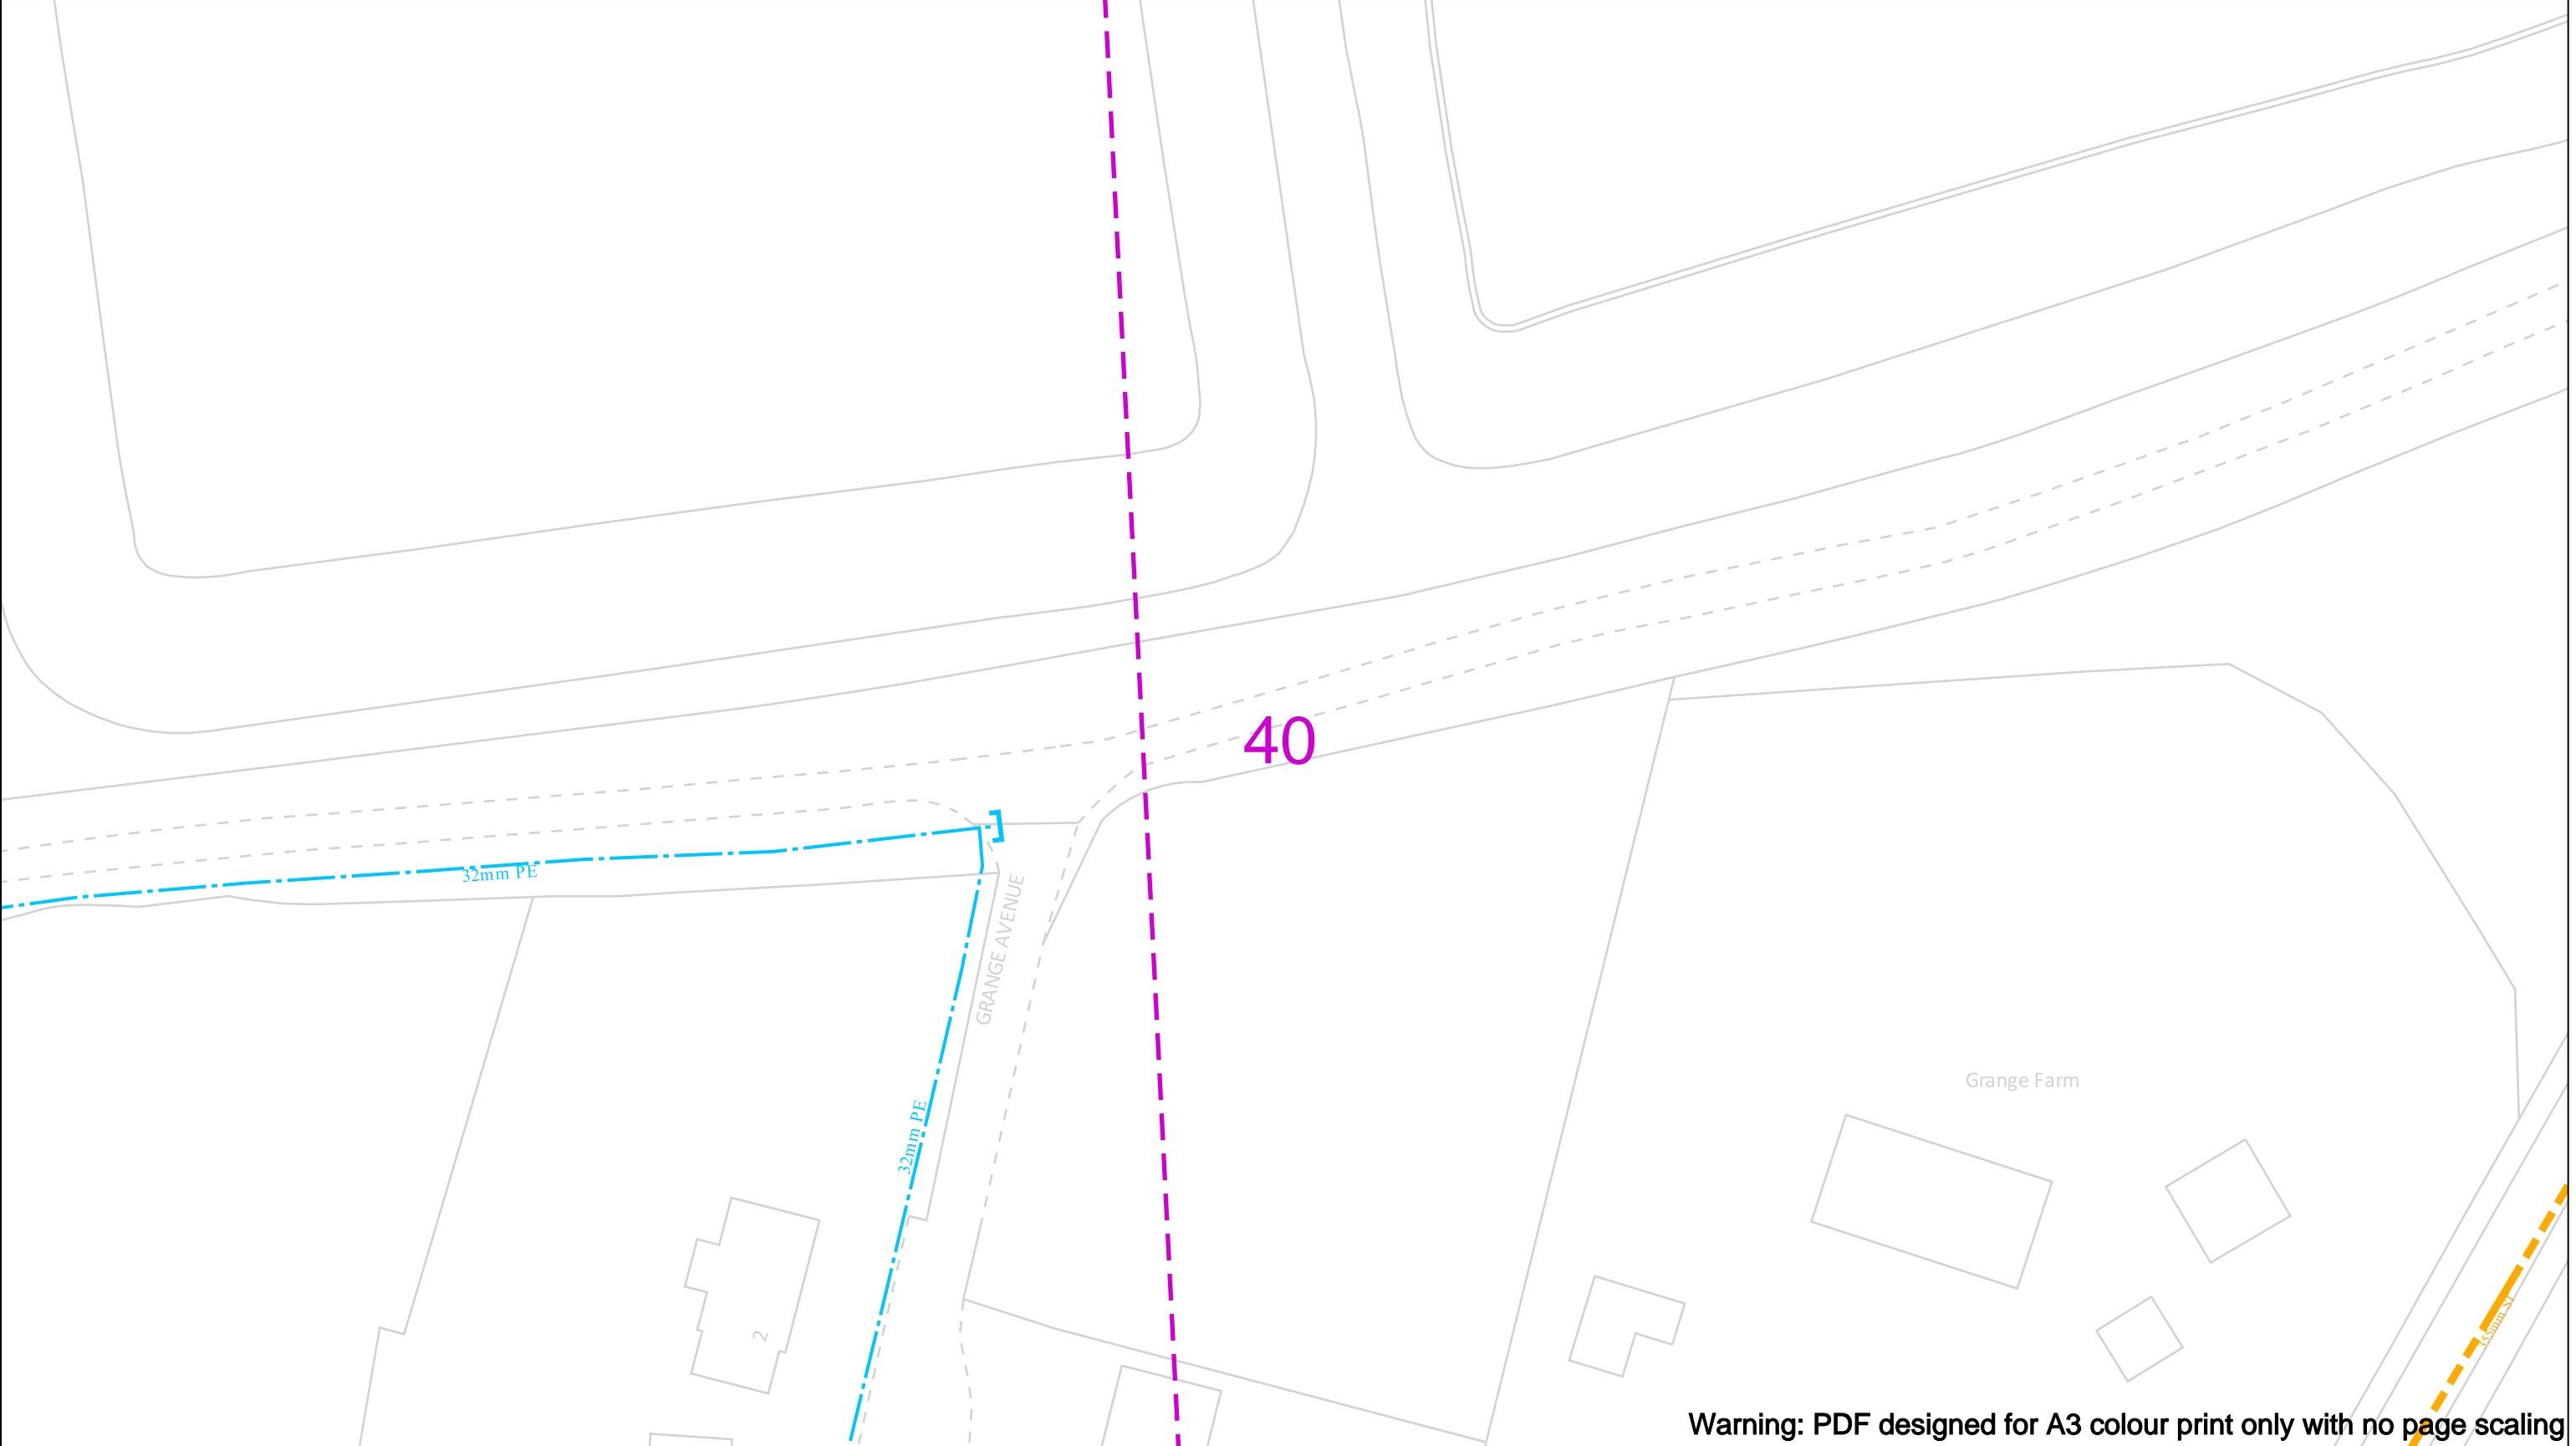 40
32mm PE
GRANGE AVENUE
Grange Farm
32mm PE
2
Warning: PDF designed for A3 colour print only with no page scaling